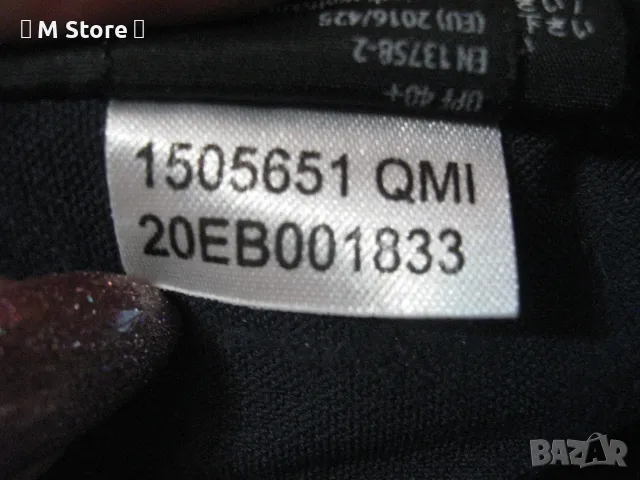 ▯ M Store ▯
(EU) 2016/425
EN 13758-2
UPF 40+
1505651 QMI
20EB001833
BAZAR